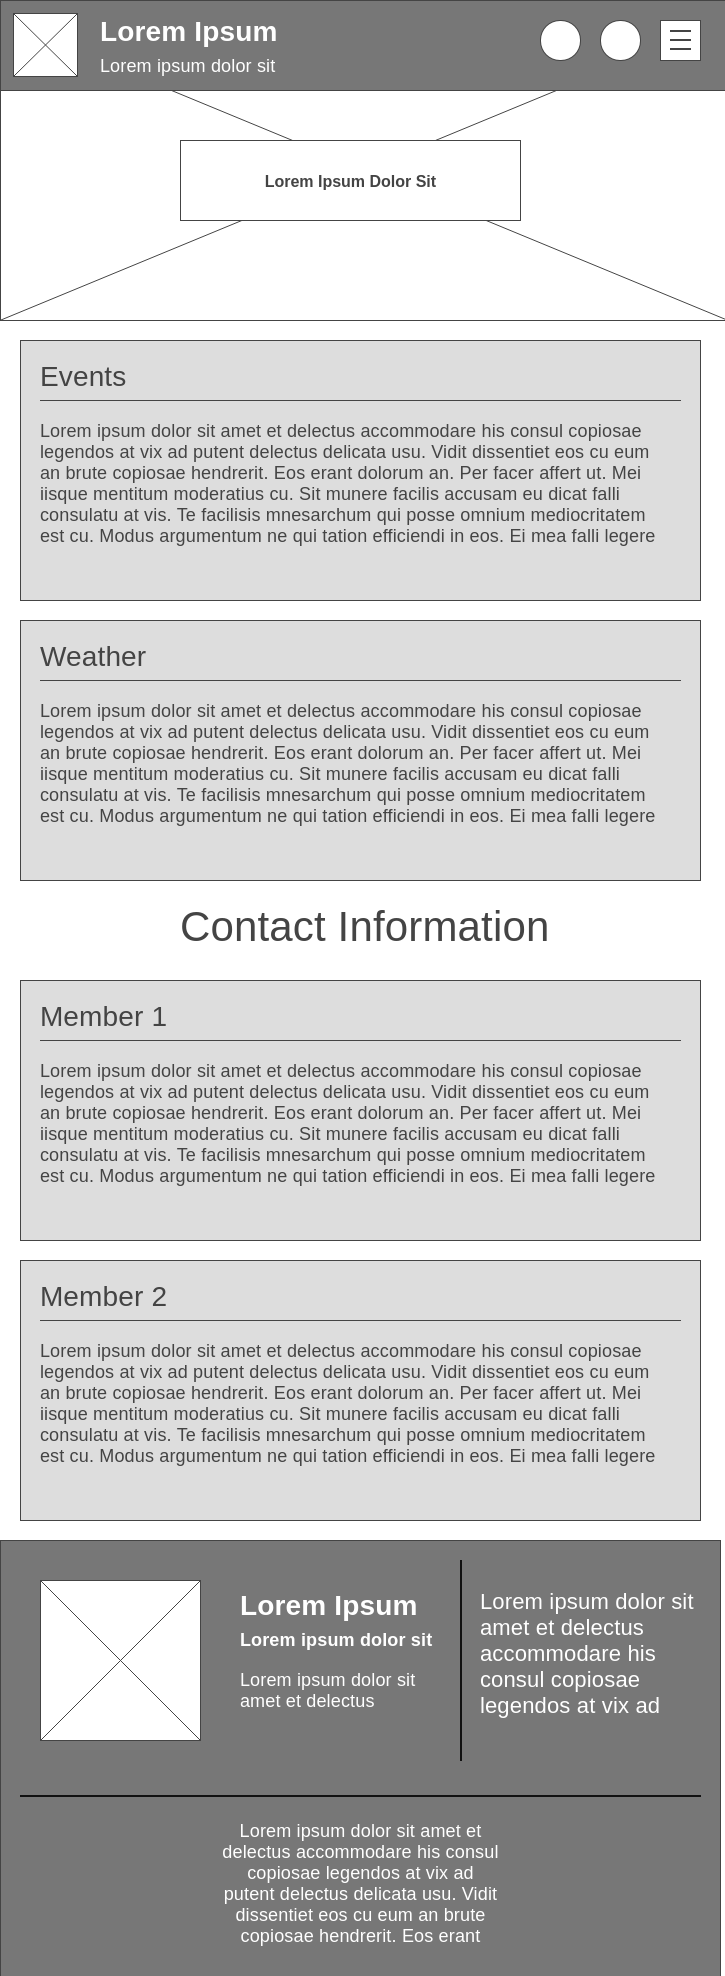 Lorem Ipsum
Lorem ipsum dolor sit
Lorem Ipsum Dolor Sit
Events
Lorem ipsum dolor sit amet et delectus accommodare his consul copiosae
legendos at vix ad putent delectus delicata usu. Vidit dissentiet eos cu eum
an brute copiosae hendrerit. Eos erant dolorum an. Per facer affert ut. Mei
iisque mentitum moderatius cu. Sit munere facilis accusam eu dicat falli
consulatu at vis. Te facilisis mnesarchum qui posse omnium mediocritatem
est cu. Modus argumentum ne qui tation efficiendi in eos. Ei mea falli legere
Weather
Lorem ipsum dolor sit amet et delectus accommodare his consul copiosae
legendos at vix ad putent delectus delicata usu. Vidit dissentiet eos cu eum
an brute copiosae hendrerit. Eos erant dolorum an. Per facer affert ut. Mei
iisque mentitum moderatius cu. Sit munere facilis accusam eu dicat falli
consulatu at vis. Te facilisis mnesarchum qui posse omnium mediocritatem
est cu. Modus argumentum ne qui tation efficiendi in eos. Ei mea falli legere
Contact Information
Member 1
Lorem ipsum dolor sit amet et delectus accommodare his consul copiosae
legendos at vix ad putent delectus delicata usu. Vidit dissentiet eos cu eum
an brute copiosae hendrerit. Eos erant dolorum an. Per facer affert ut. Mei
iisque mentitum moderatius cu. Sit munere facilis accusam eu dicat falli
consulatu at vis. Te facilisis mnesarchum qui posse omnium mediocritatem
est cu. Modus argumentum ne qui tation efficiendi in eos. Ei mea falli legere
Member 2
Lorem ipsum dolor sit amet et delectus accommodare his consul copiosae
legendos at vix ad putent delectus delicata usu. Vidit dissentiet eos cu eum
an brute copiosae hendrerit. Eos erant dolorum an. Per facer affert ut. Mei
iisque mentitum moderatius cu. Sit munere facilis accusam eu dicat falli
consulatu at vis. Te facilisis mnesarchum qui posse omnium mediocritatem
est cu. Modus argumentum ne qui tation efficiendi in eos. Ei mea falli legere
Lorem Ipsum
Lorem ipsum dolor sit
Lorem ipsum dolor sit
amet et delectus
Lorem ipsum dolor sit
amet et delectus
accommodare his
consul copiosae
legendos at vix ad
Lorem ipsum dolor sit amet et
delectus accommodare his consul
copiosae legendos at vix ad
putent delectus delicata usu. Vidit
dissentiet eos cu eum an brute
copiosae hendrerit. Eos erant